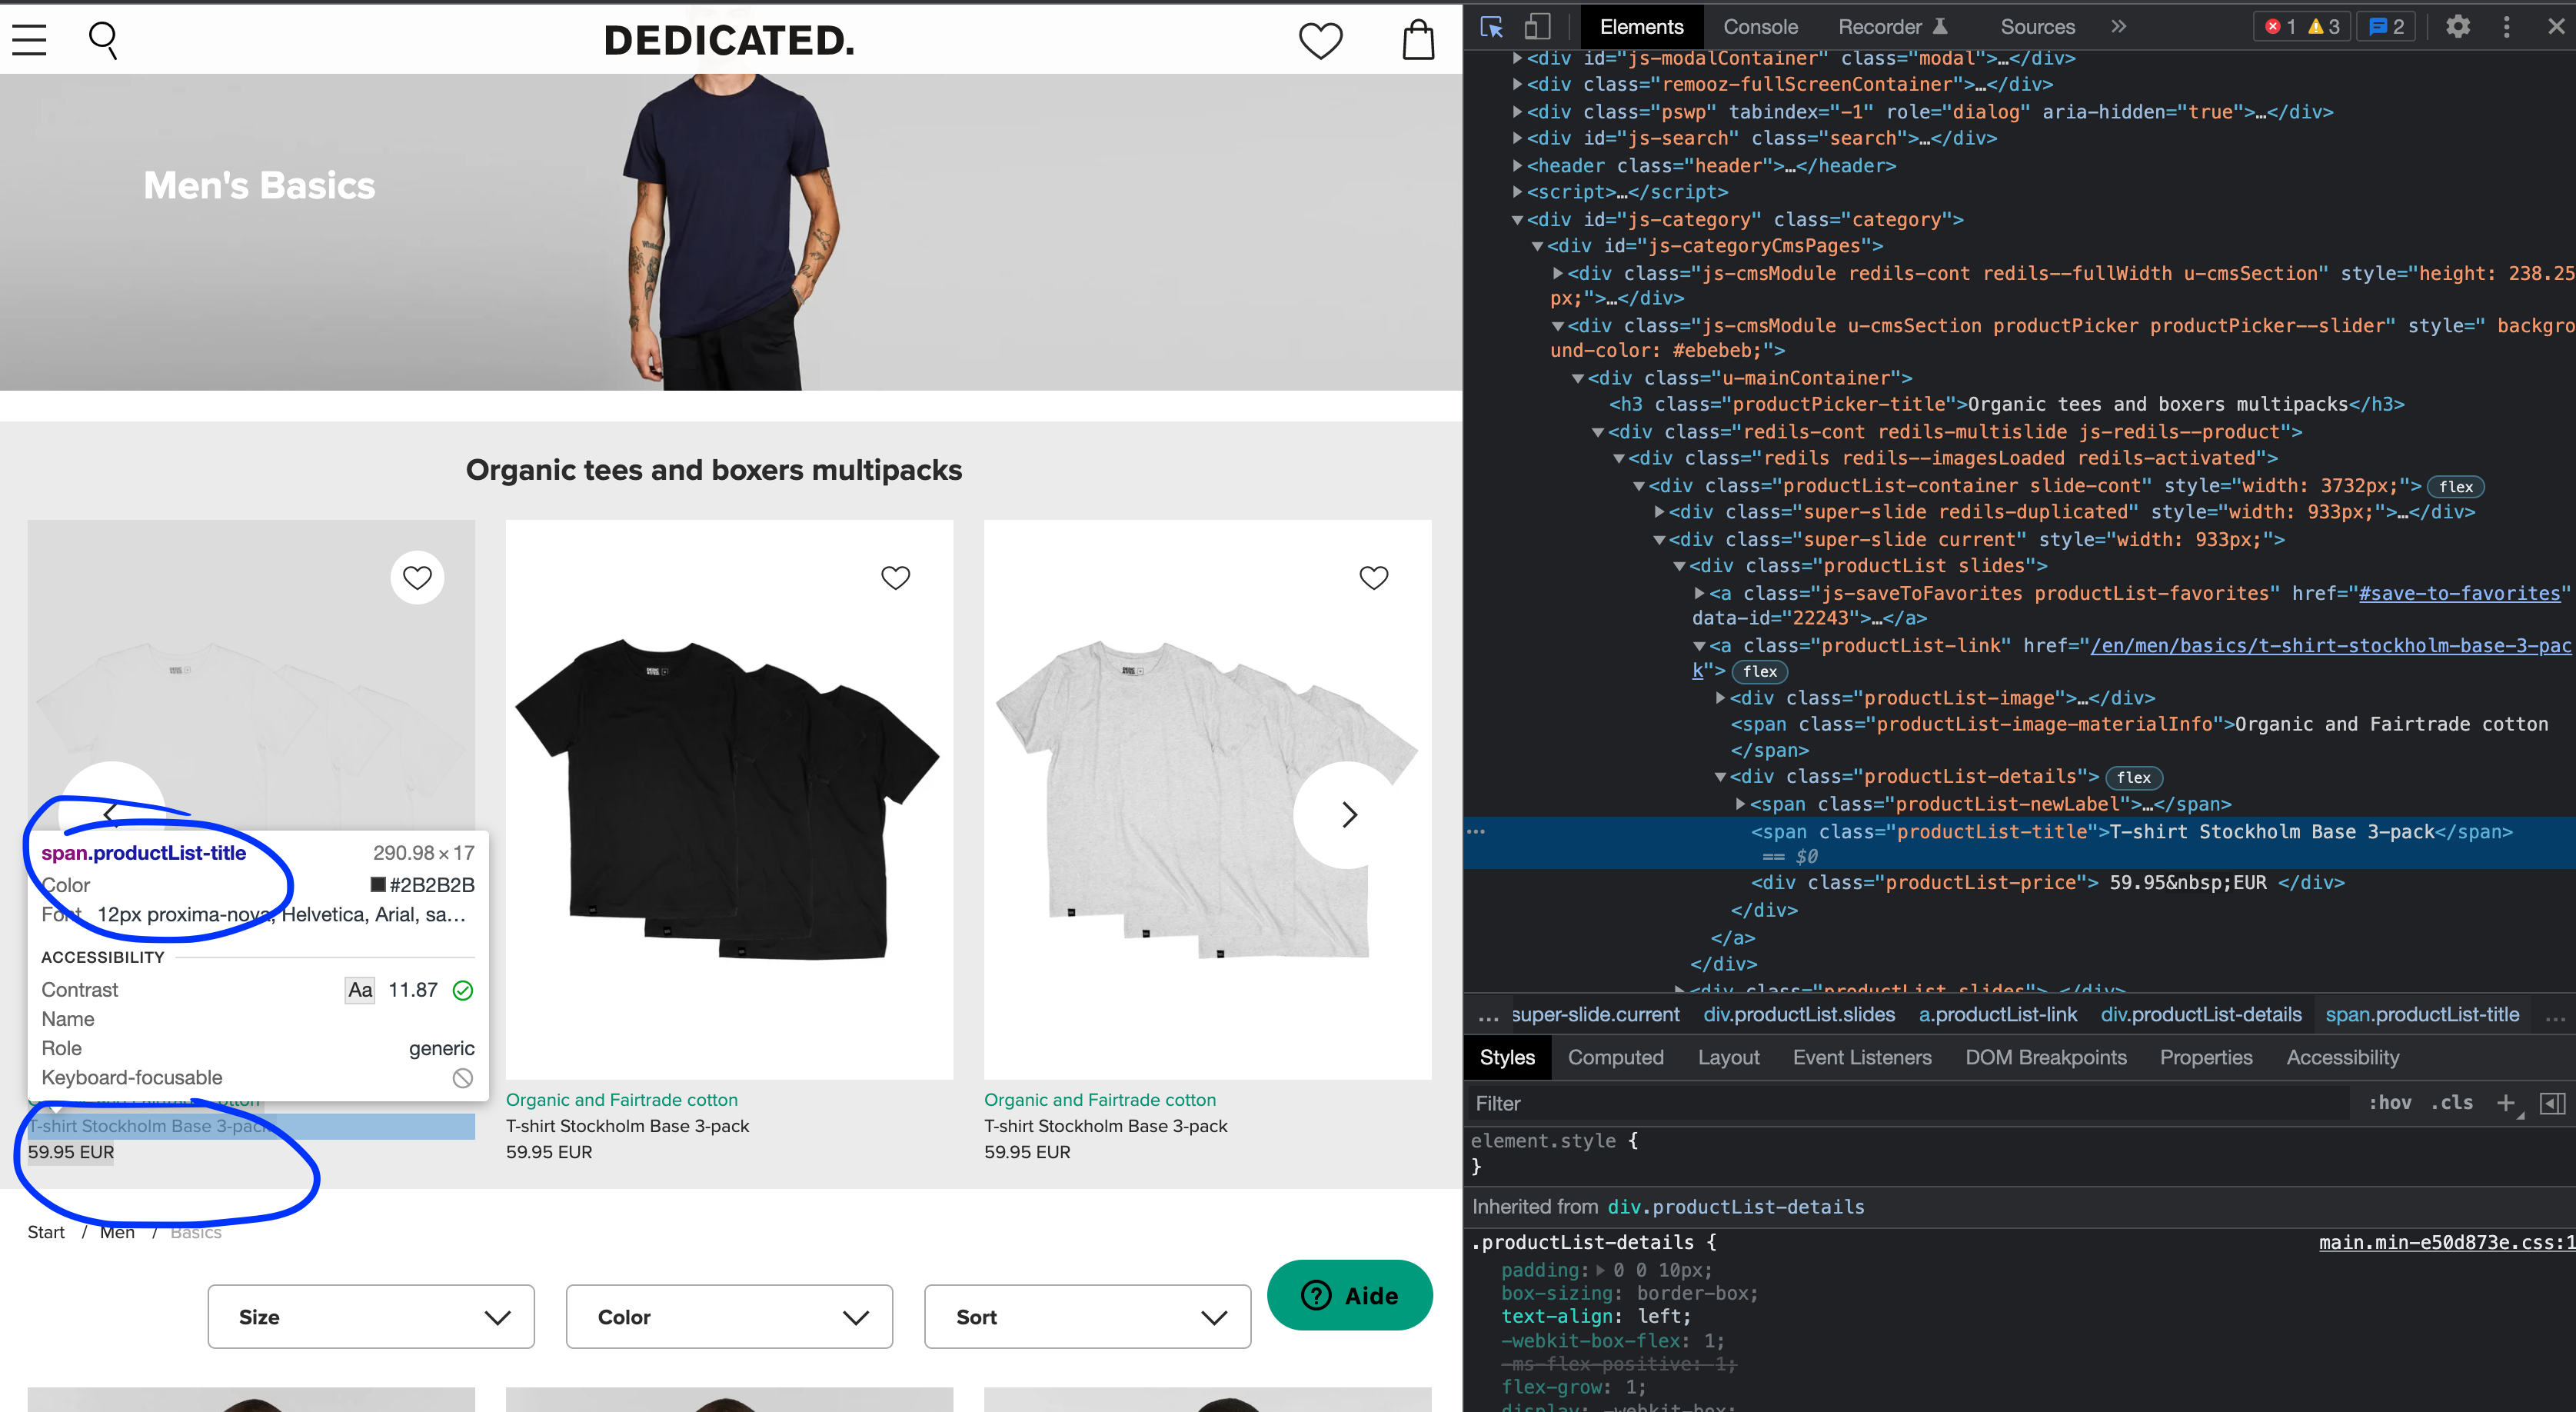 DEDICATED.
Men's Basics
Organic tees and boxers multipacks
span.productList-title 290.98×17
Color #2B2B2B
Font 12px proxima-nova, Helvetica, Arial, sa…
ACCESSIBILITY
Contrast Aa 11.87
Name
Role generic
Keyboard-focusable
T-shirt Stockholm Base 3-pack
59.95 EUR
Organic and Fairtrade cotton
T-shirt Stockholm Base 3-pack
59.95 EUR
Organic and Fairtrade cotton
T-shirt Stockholm Base 3-pack
59.95 EUR
Start / Men / Basics
Size Color Sort
? Aide
Elements Console Recorder Sources » 1 3 2
<div id="js-modalContainer" class="modal">…</div>
<div class="remooz-fullScreenContainer">…</div>
<div class="pswp" tabindex="-1" role="dialog" aria-hidden="true">…</div>
<div id="js-search" class="search">…</div>
<header class="header">…</header>
<script>…</script>
<div id="js-category" class="category">
<div id="js-categoryCmsPages">
<div class="js-cmsModule redils-cont redils--fullWidth u-cmsSection" style="height: 238.25
px;">…</div>
<div class="js-cmsModule u-cmsSection productPicker productPicker--slider" style=" backgro
und-color: #ebebeb;">
<div class="u-mainContainer">
<h3 class="productPicker-title">Organic tees and boxers multipacks</h3>
<div class="redils-cont redils-multislide js-redils--product">
<div class="redils redils--imagesLoaded redils-activated">
<div class="productList-container slide-cont" style="width: 3732px;"> flex
<div class="super-slide redils-duplicated" style="width: 933px;">…</div>
<div class="super-slide current" style="width: 933px;">
<div class="productList slides">
<a class="js-saveToFavorites productList-favorites" href="#save-to-favorites"
data-id="22243">…</a>
<a class="productList-link" href="/en/men/basics/t-shirt-stockholm-base-3-pac
k"> flex
<div class="productList-image">…</div>
<span class="productList-image-materialInfo">Organic and Fairtrade cotton
</span>
<div class="productList-details"> flex
<span class="productList-newLabel">…</span>
<span class="productList-title">T-shirt Stockholm Base 3-pack</span>
== $0
<div class="productList-price"> 59.95&nbsp;EUR </div>
</div>
</a>
</div>
<div class="productList slides">…</div>
… super-slide.current div.productList.slides a.productList-link div.productList-details span.productList-title …
Styles Computed Layout Event Listeners DOM Breakpoints Properties Accessibility
Filter :hov .cls +
element.style {
}
Inherited from div.productList-details
.productList-details { main.min-e50d873e.css:1
padding: 0 0 10px;
box-sizing: border-box;
text-align: left;
-webkit-box-flex: 1;
-ms-flex-positive: 1;
flex-grow: 1;
display: -webkit-box;